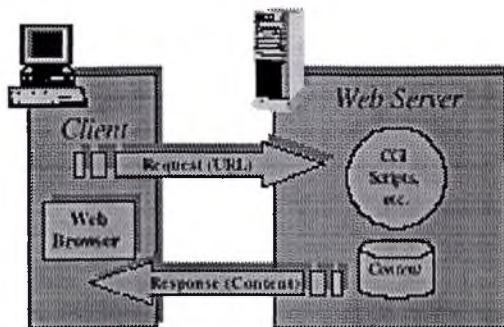 Client
Web Server
Request (URL)
CGI
Scripts,
etc.
Web
Browser
Content
Response (Content)